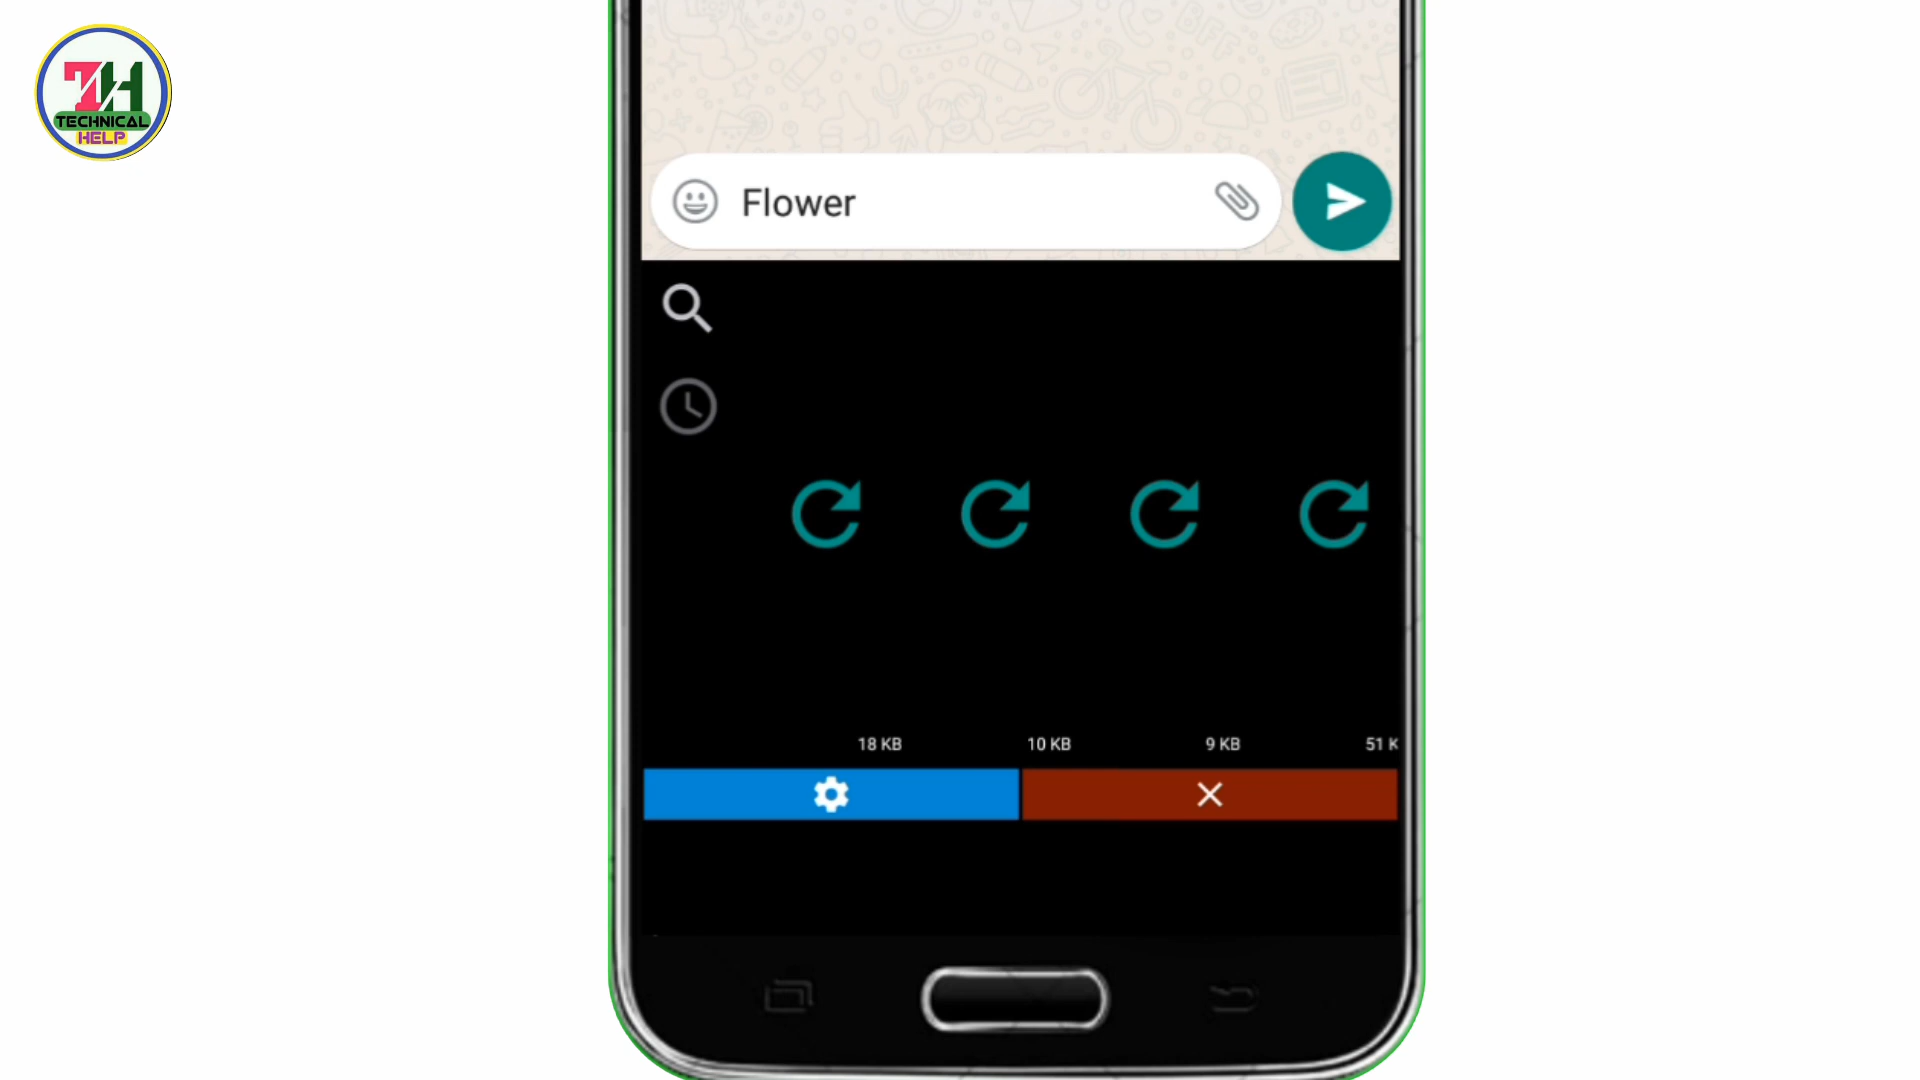 TH
TECHNICAL
HELP
Flower
18 KB
10 KB
9 KB
51 K